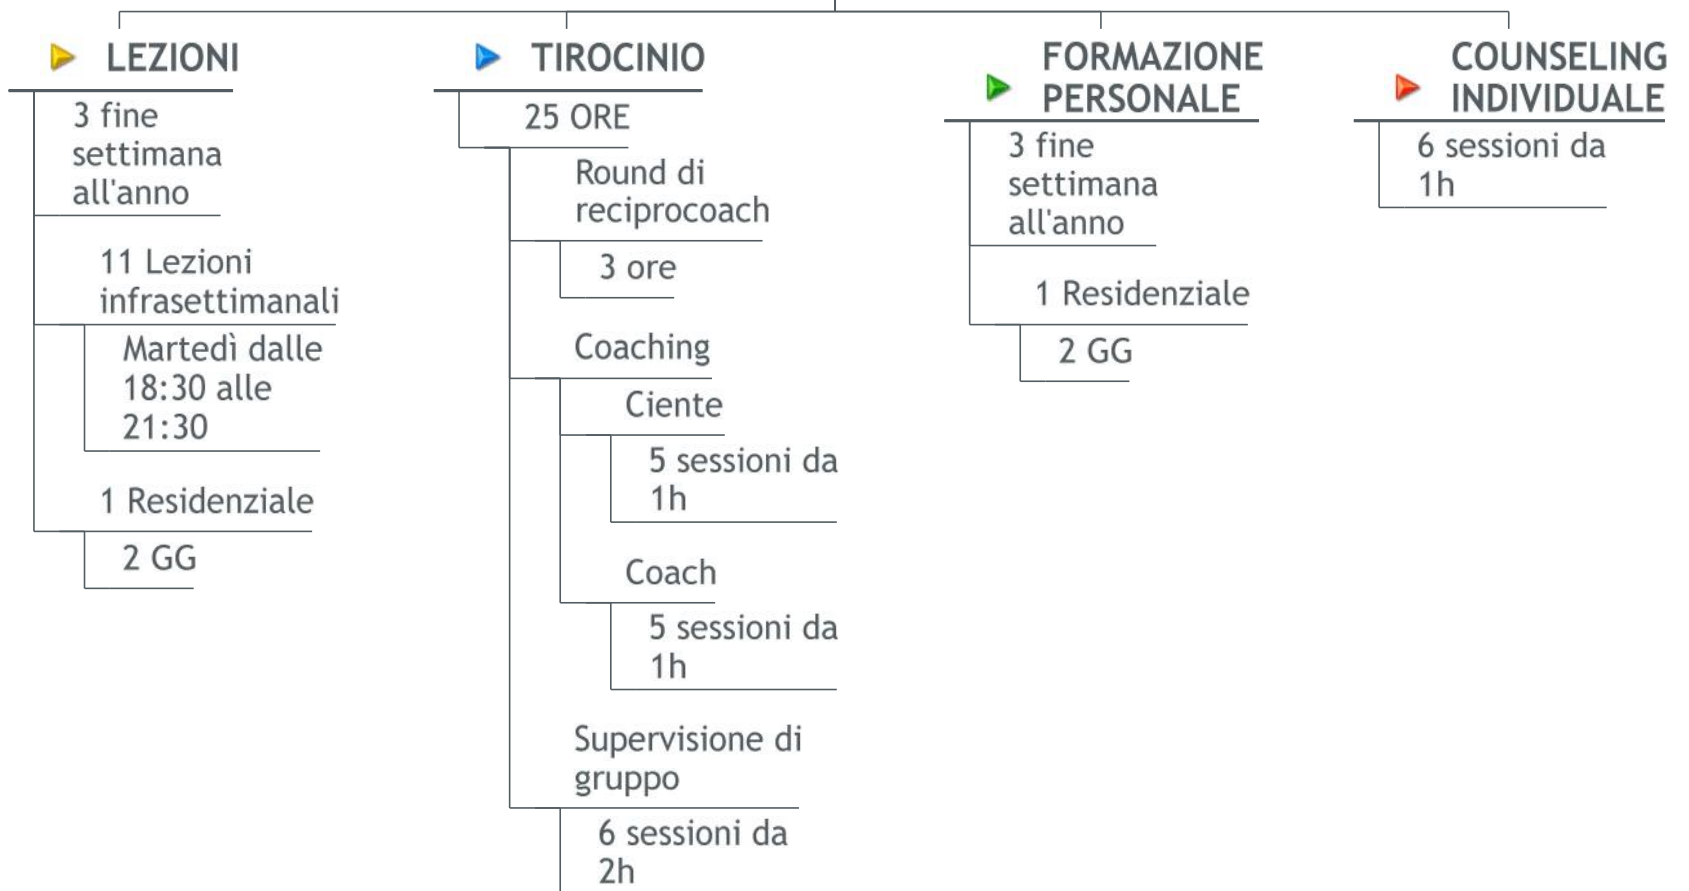 LEZIONI
3 fine
settimana
all'anno
11 Lezioni
infrasettimanali
Martedì dalle
18:30 alle
21:30
1 Residenziale
2 GG
TIROCINIO
25 ORE
Round di
reciprocoach
3 ore
Coaching
Ciente
5 sessioni da
1h
Coach
5 sessioni da
1h
Supervisione di
gruppo
6 sessioni da
2h
FORMAZIONE
PERSONALE
3 fine
settimana
all'anno
1 Residenziale
2 GG
COUNSELING
INDIVIDUALE
6 sessioni da
1h